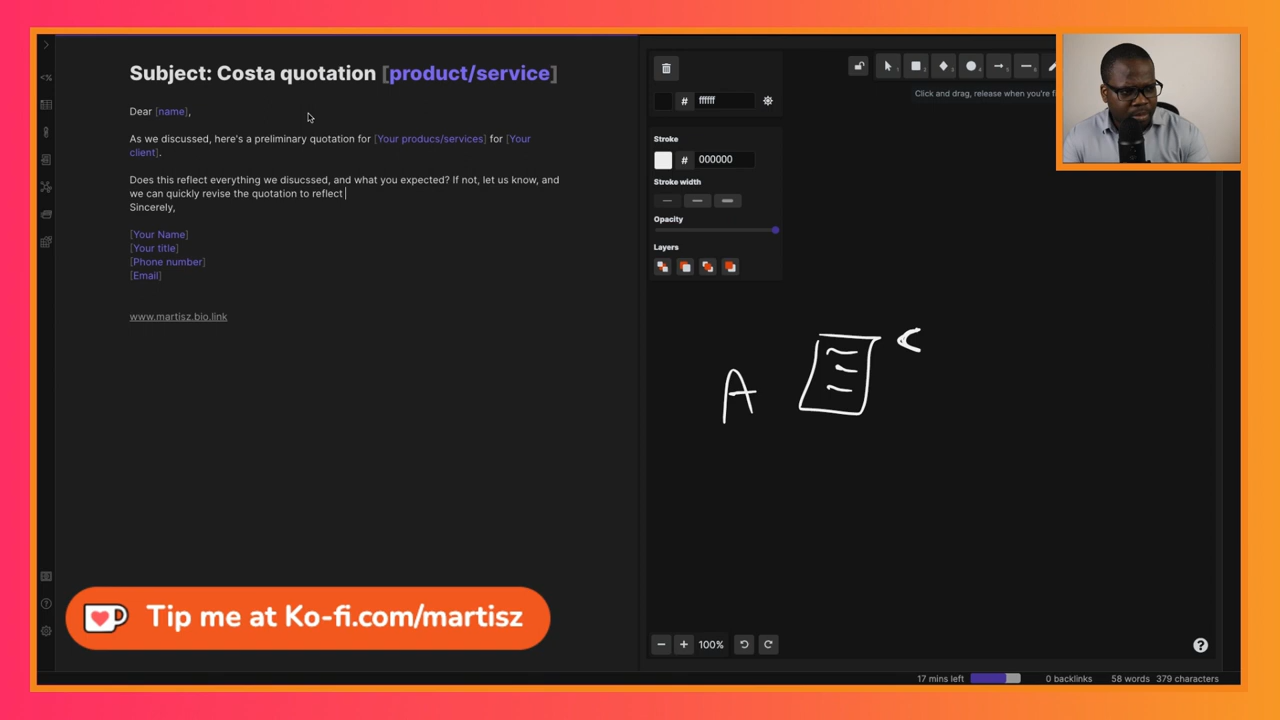 Subject: Costa quotation [product/service]
Dear [name],
As we discussed, here's a preliminary quotation for [Your producs/services] for [Your
client].
Does this reflect everything we disucssed, and what you expected? If not, let us know, and
we can quickly revise the quotation to reflect
Sincerely,
[Your Name]
[Your title]
[Phone number]
[Email]
www.martisz.bio.link
Tip me at Ko-fi.com/martisz
# ffffff
Click and drag, release when you're fi
Stroke
# 000000
Stroke width
Opacity
Layers
A
C
100%
17 mins left
0 backlinks
58 words
379 characters